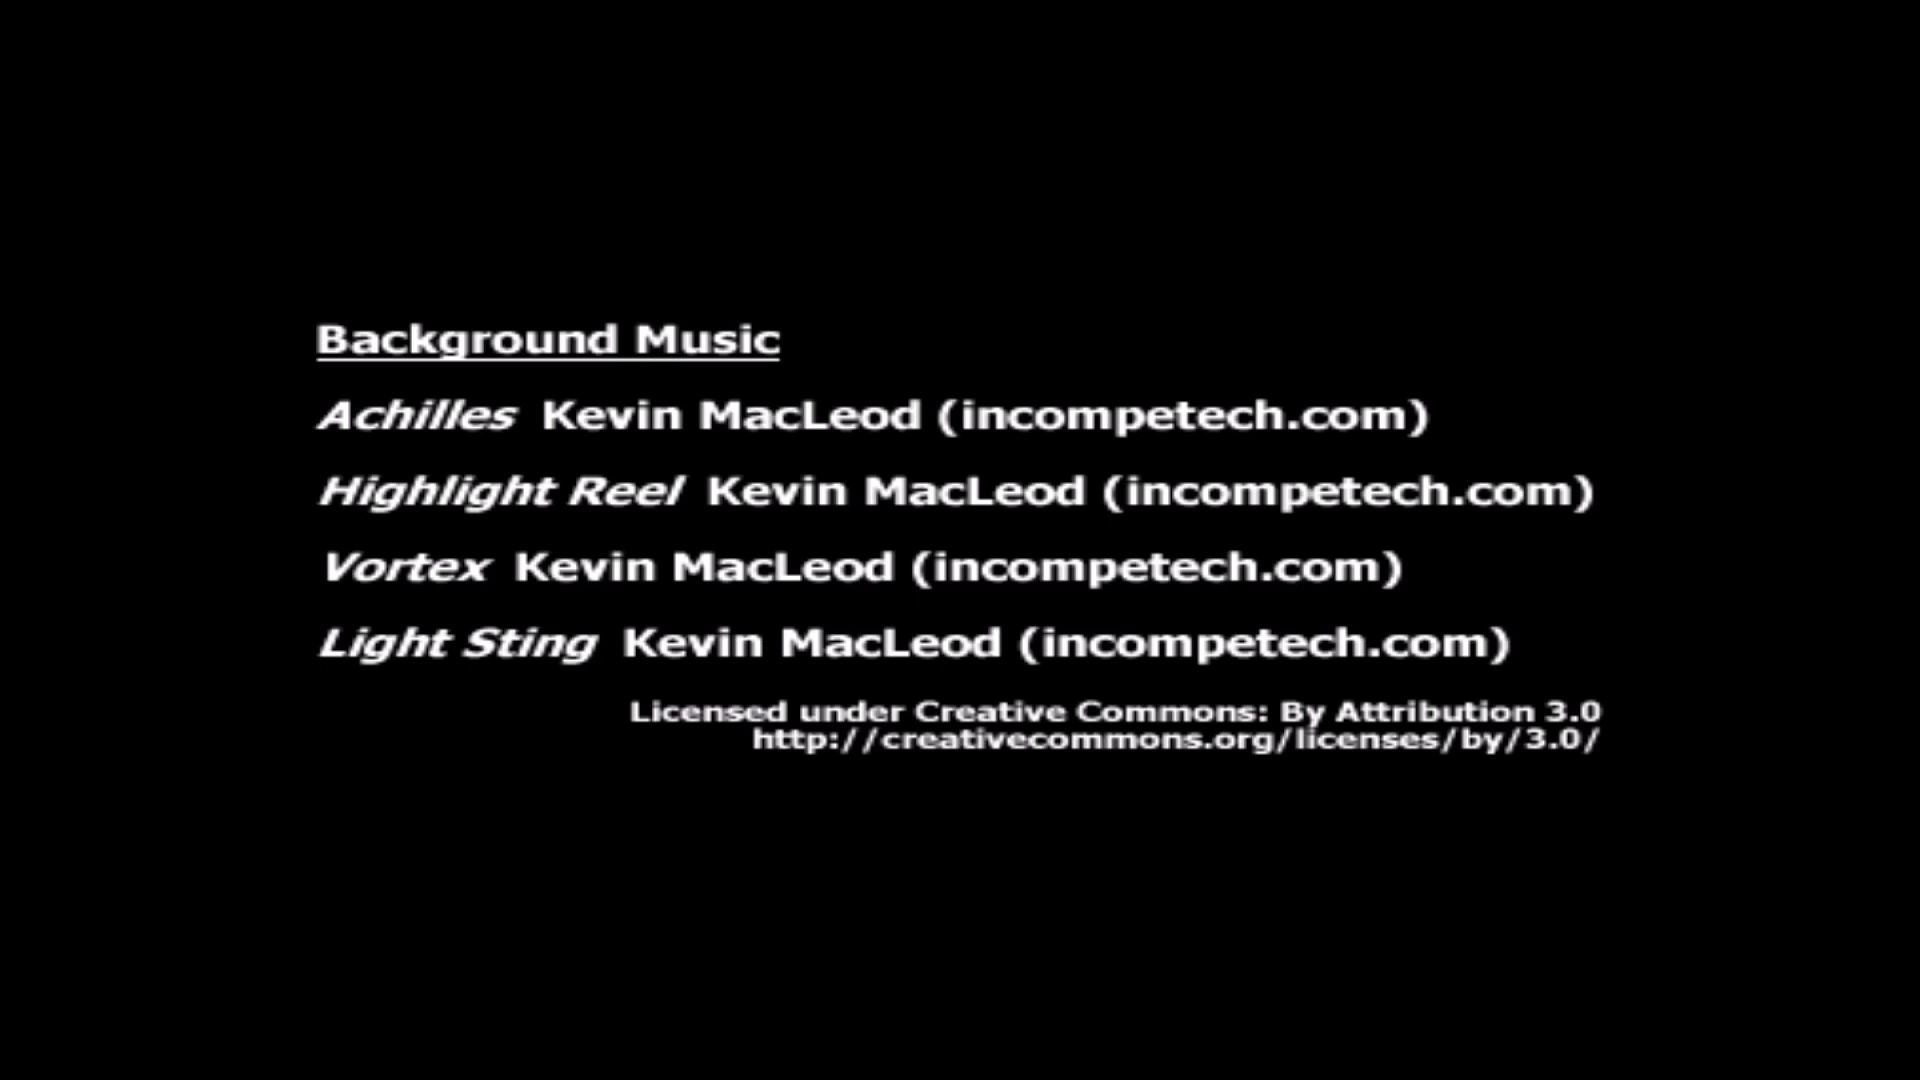 Background Music
Achilles Kevin MacLeod (incompetech.com)
Highlight Reel Kevin MacLeod (incompetech.com)
Vortex Kevin MacLeod (incompetech.com)
Light Sting Kevin MacLeod (incompetech.com)
Licensed under Creative Commons: By Attribution 3.0
http://creativecommons.org/licenses/by/3.0/